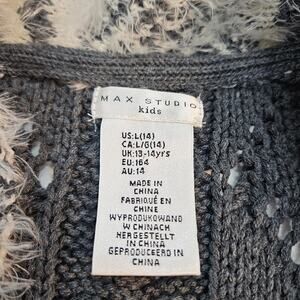 MAX STUDIO
kids
US:L(14)
CA:L/G(14)
UK:13-14yrs
EU:164
AU:14
MADE IN
CHINA
FABRIQUÉ EN
CHINE
WYPRODUKOWANO
W CHINACH
HERGESTELLT
IN CHINA
GEPRODUCEERD IN
CHINA